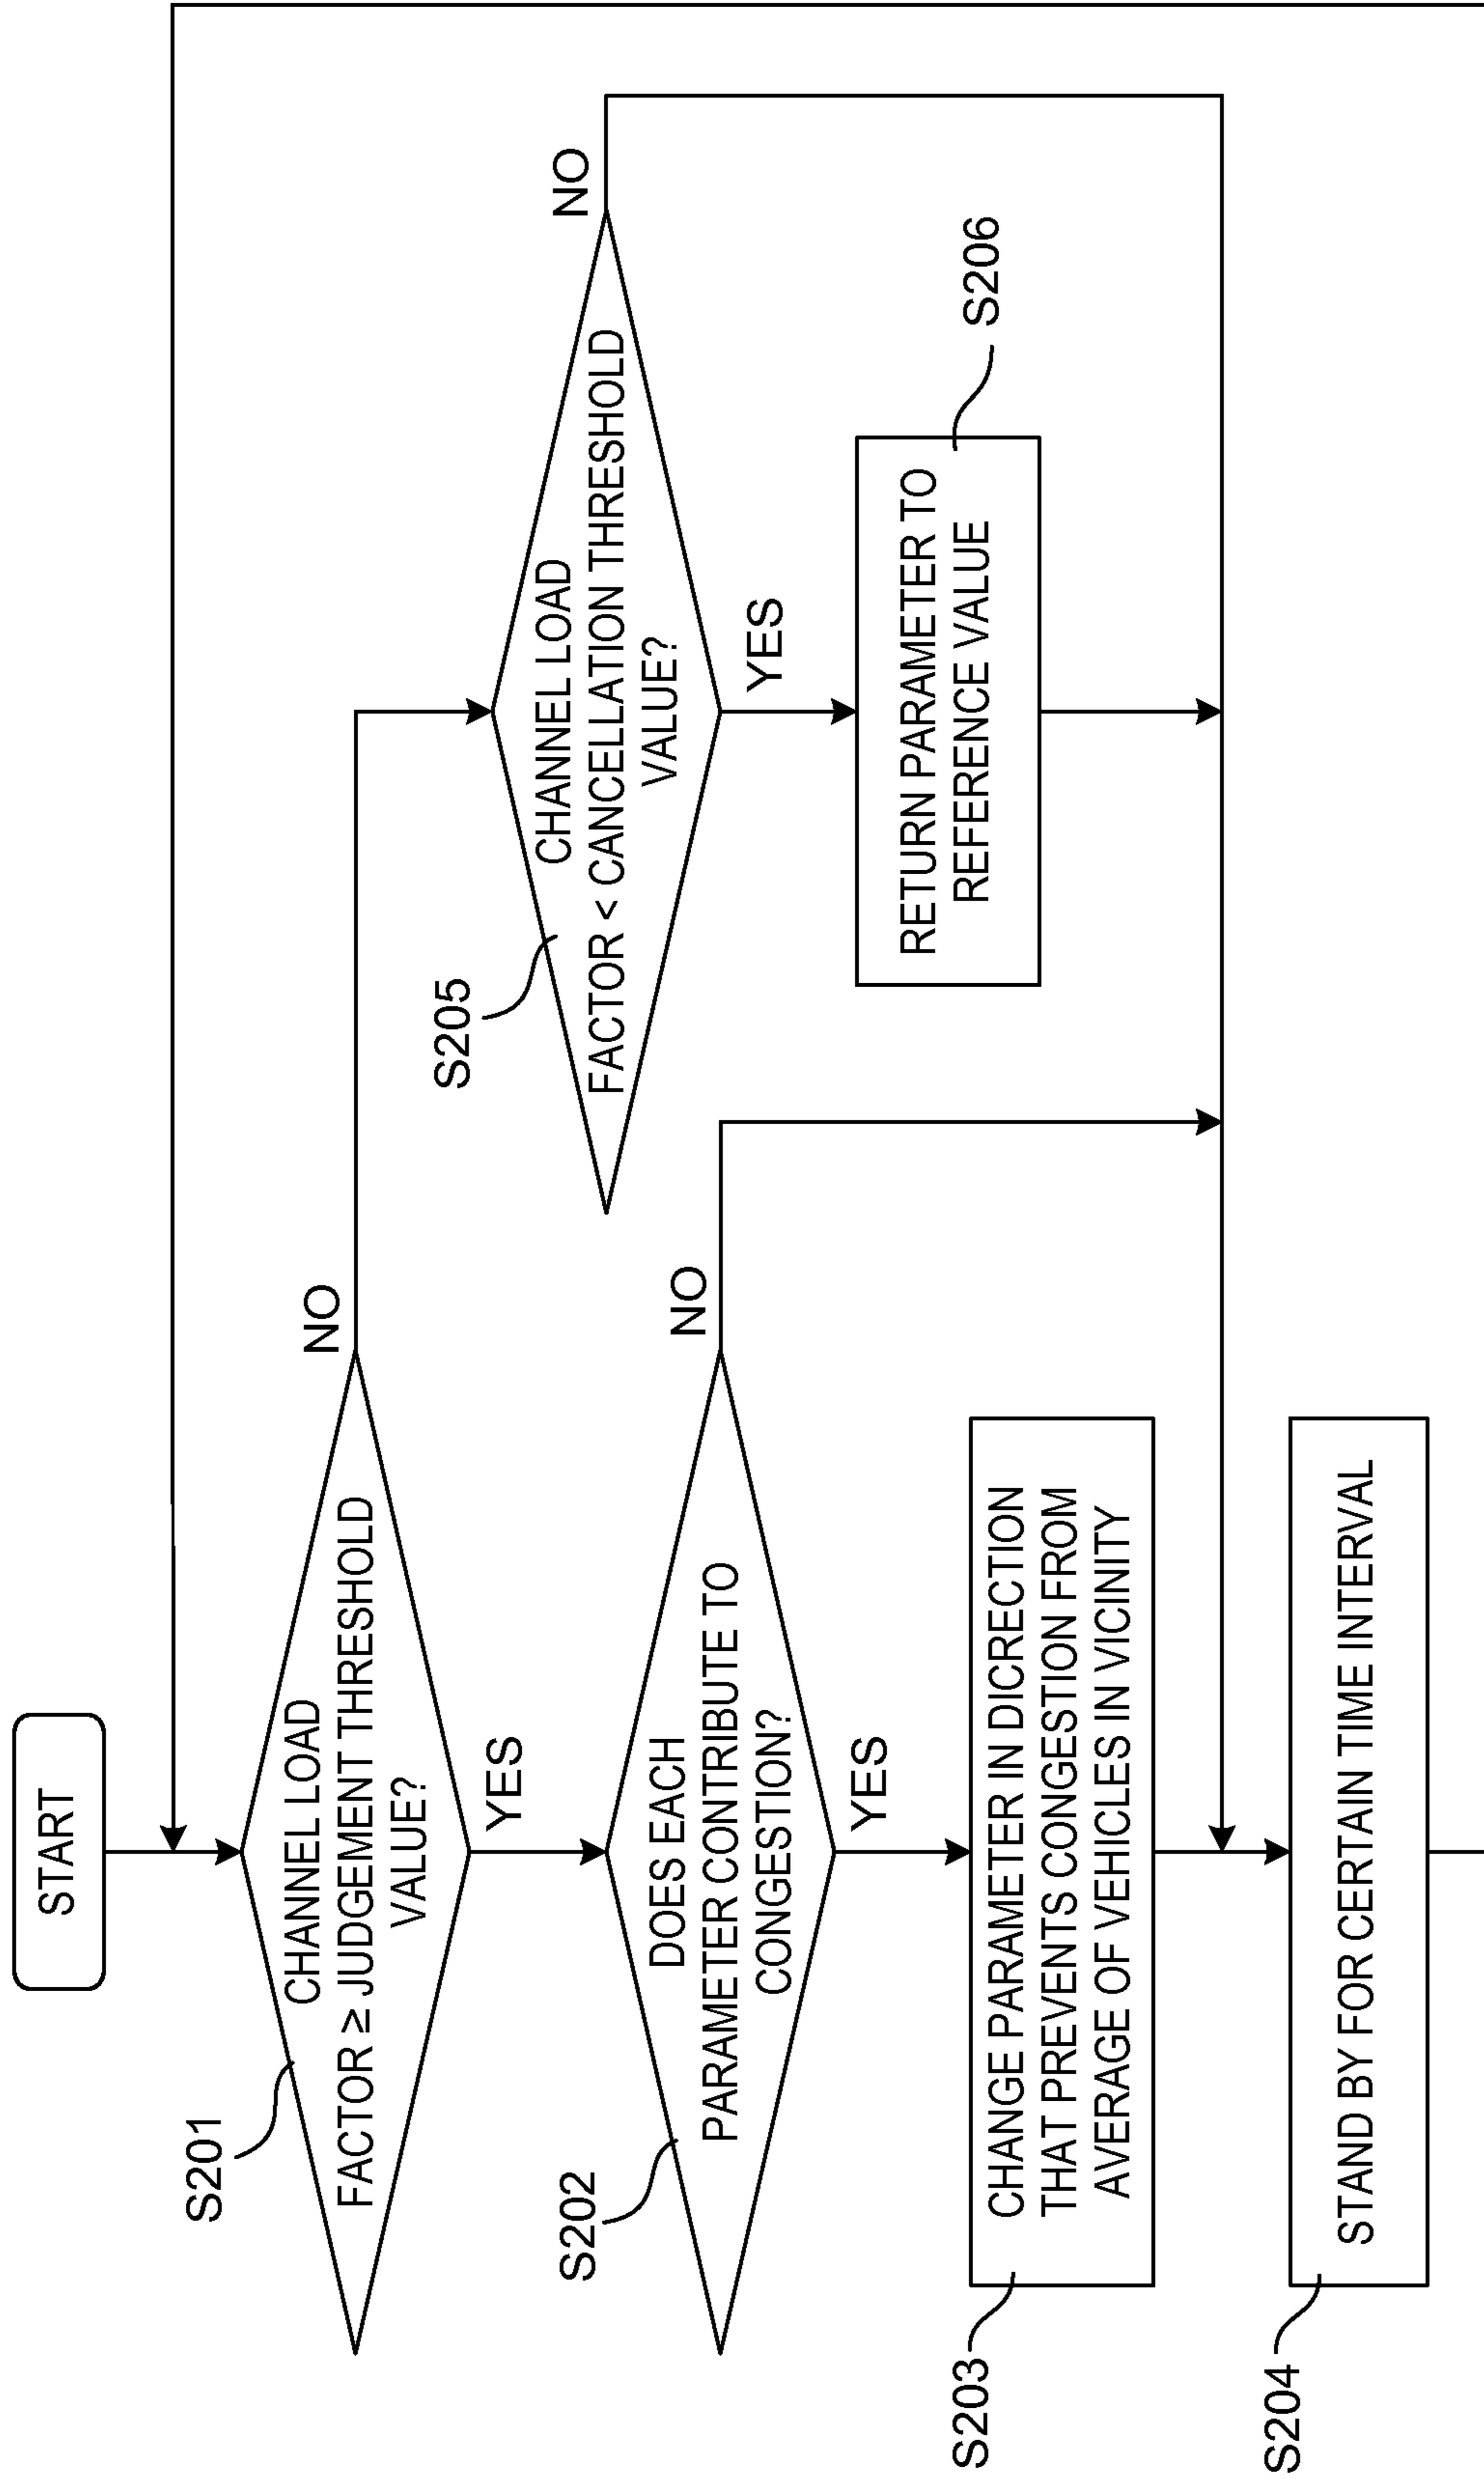 START
S201
CHANNEL LOAD
FACTOR ≥ JUDGEMENT THRESHOLD
VALUE?
NO
YES
S202
DOES EACH
PARAMETER CONTRIBUTE TO
CONGESTION?
NO
YES
S203
CHANGE PARAMETER IN DICRECTION
THAT PREVENTS CONGESTION FROM
AVERAGE OF VEHICLES IN VICINITY
S204
STAND BY FOR CERTAIN TIME INTERVAL
S205
CHANNEL LOAD
FACTOR < CANCELLATION THRESHOLD
VALUE?
NO
YES
S206
RETURN PARAMETER TO
REFERENCE VALUE